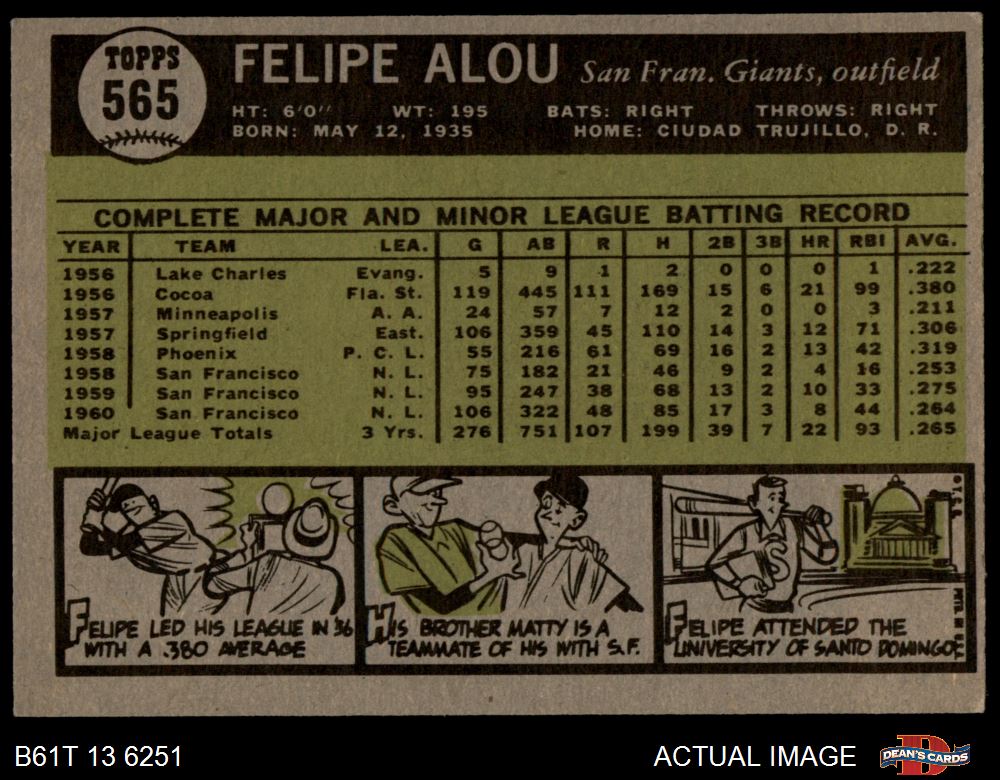 TOPPS
565
FELIPE ALOU San Fran. Giants, outfield
HT: 6'0'' WT: 195 BATS: RIGHT THROWS: RIGHT
BORN: MAY 12, 1935 HOME: CIUDAD TRUJILLO, D. R.
COMPLETE MAJOR AND MINOR LEAGUE BATTING RECORD
YEAR TEAM LEA. G AB R H 2B 3B HR RBI AVG.
1956 Lake Charles Evang. 5 9 1 2 0 0 0 1 .222
1956 Cocoa Fla. St. 119 445 111 169 15 6 21 99 .380
1957 Minneapolis A. A. 24 57 7 12 2 0 0 3 .211
1957 Springfield East. 106 359 45 110 14 3 12 71 .306
1958 Phoenix P. C. L. 55 216 61 69 16 2 13 42 .319
1958 San Francisco N. L. 75 182 21 46 9 2 4 16 .253
1959 San Francisco N. L. 95 247 38 68 13 2 10 33 .275
1960 San Francisco N. L. 106 322 48 85 17 3 8 44 .264
Major League Totals 3 Yrs. 276 751 107 199 39 7 22 93 .265
FELIPE LED HIS LEAGUE IN 56
WITH A .380 AVERAGE
HIS BROTHER MATTY IS A
TEAMMATE OF HIS WITH S.F.
S
FELIPE ATTENDED THE
UNIVERSITY OF SANTO DOMINGO
© T.C.G.
PRTD. IN U.S.A.
B61T 13 6251
ACTUAL IMAGE
DEAN'S CARDS